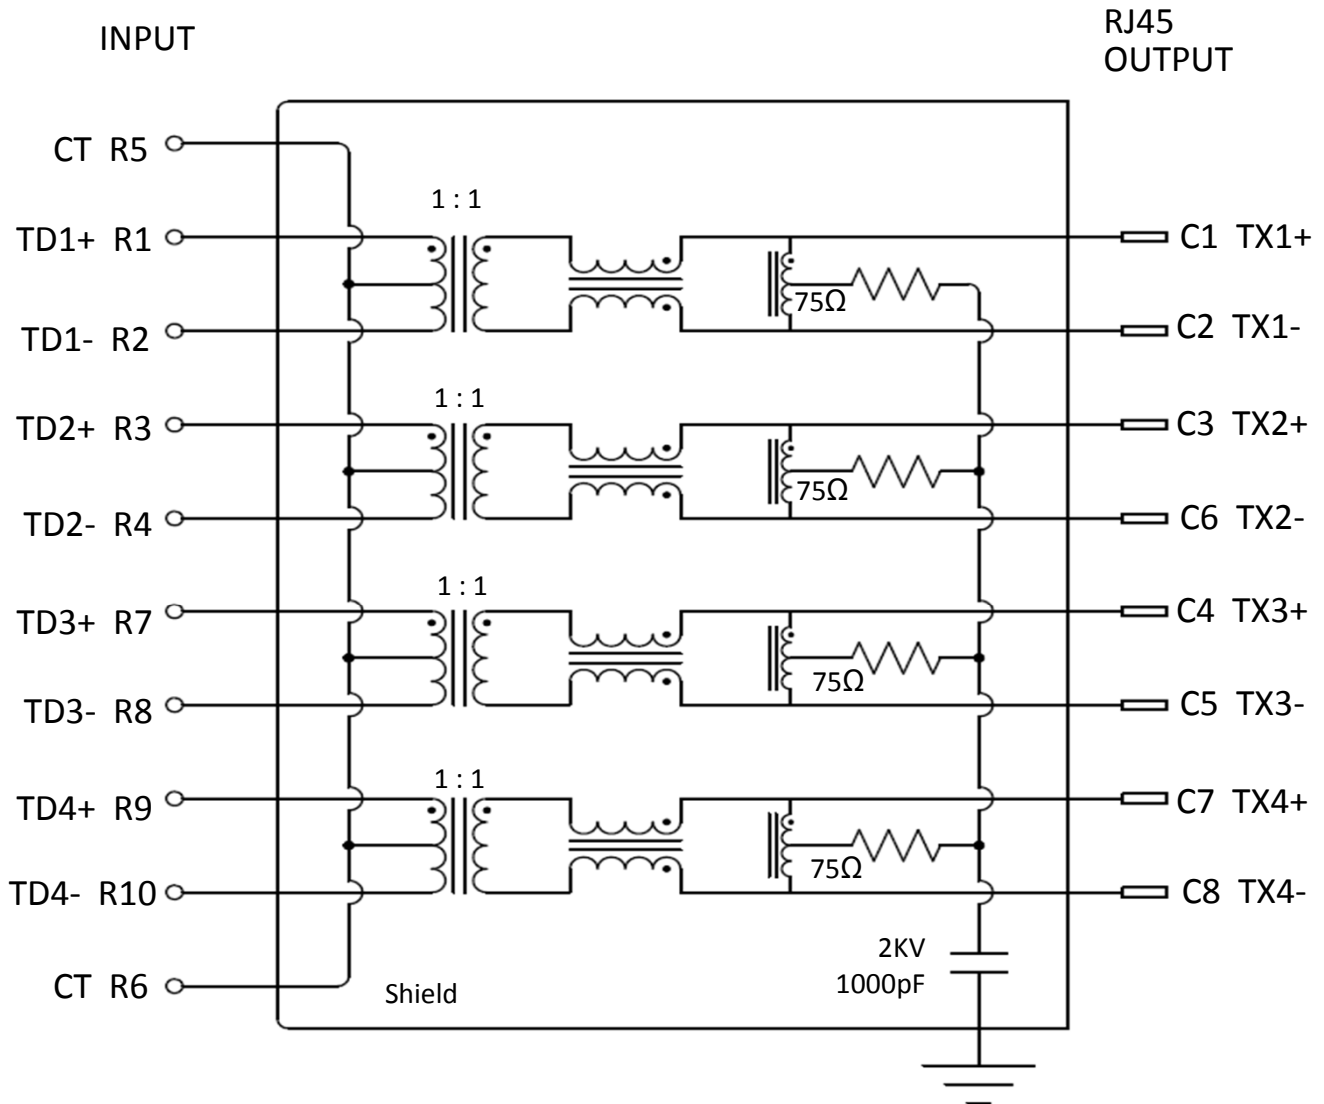 INPUT
RJ45
OUTPUT
CT R5
1 : 1
TD1+ R1
C1 TX1+
75Ω
TD1- R2
C2 TX1-
1 : 1
TD2+ R3
C3 TX2+
75Ω
TD2- R4
C6 TX2-
1 : 1
TD3+ R7
C4 TX3+
75Ω
TD3- R8
C5 TX3-
1 : 1
TD4+ R9
C7 TX4+
75Ω
TD4- R10
C8 TX4-
2KV
1000pF
CT R6
Shield